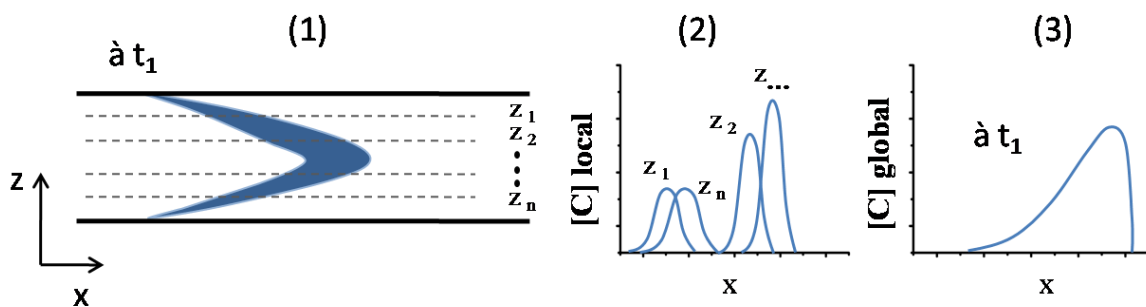 (1)
à t1
z1
z2
zn
z
x
(2)
[C] local
z1
zn
z2
z...
x
(3)
[C] global
à t1
x